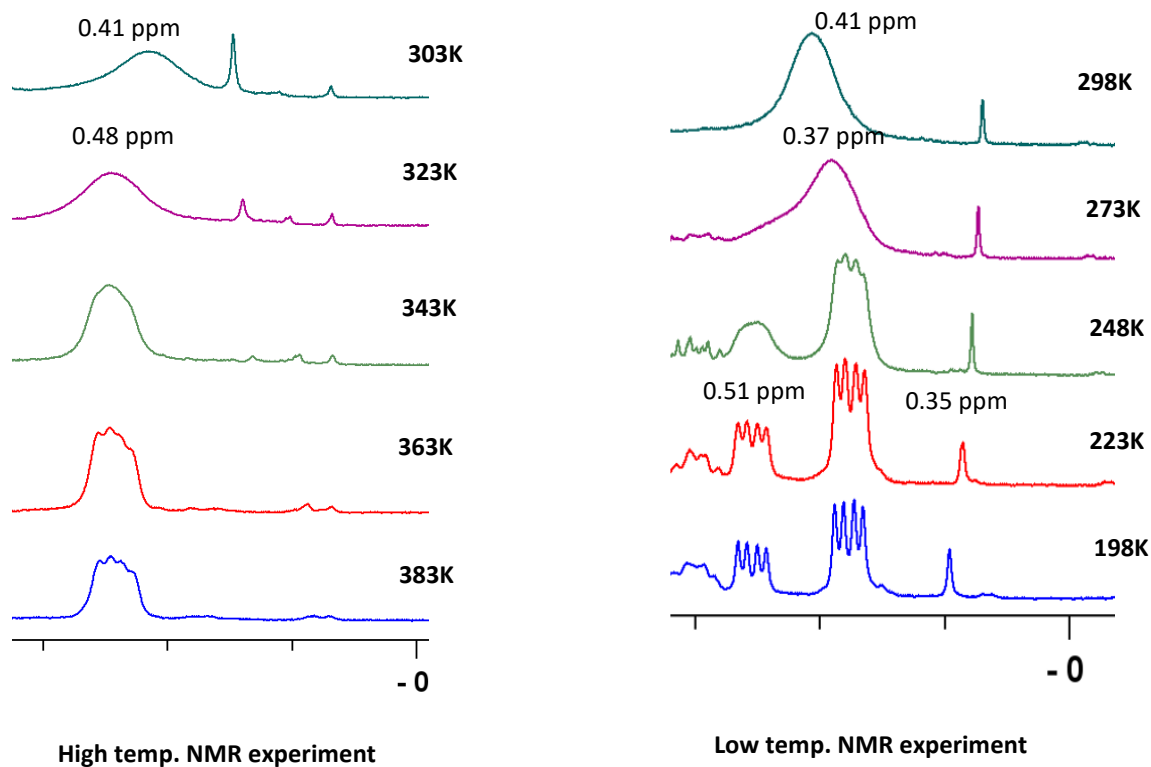 0.41 ppm
303K
0.48 ppm
323K
343K
363K
383K
- 0
High temp. NMR experiment
0.41 ppm
298K
0.37 ppm
273K
248K
0.51 ppm
0.35 ppm
223K
198K
- 0
Low temp. NMR experiment